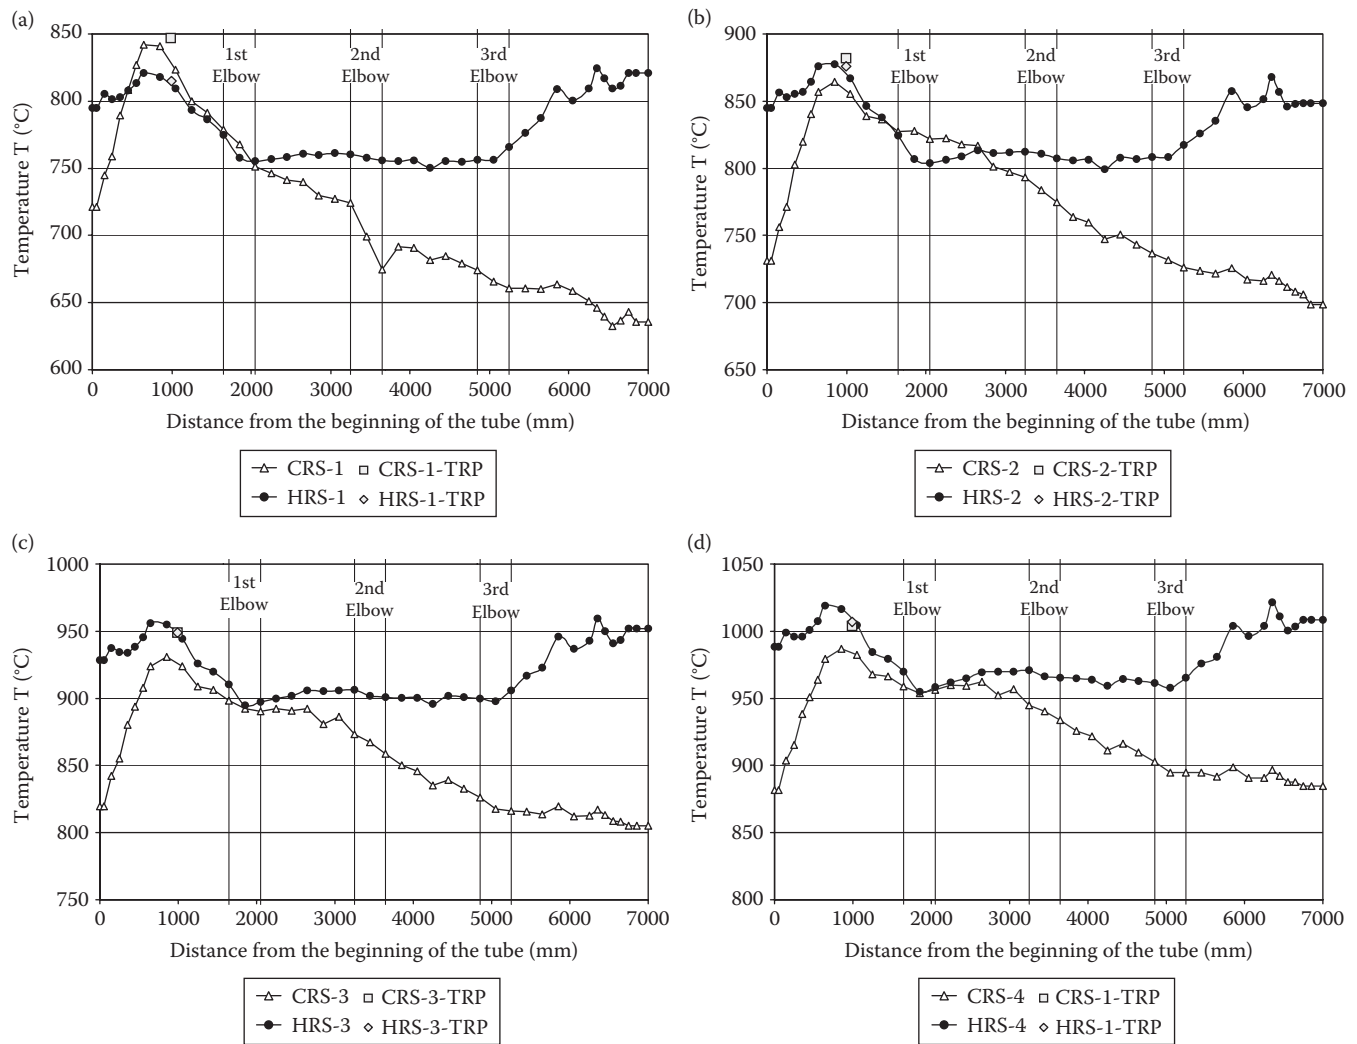 (a)
850
800
750
700
650
600
Temperature T (°C)
1st
Elbow
2nd
Elbow
3rd
Elbow
0 1000 2000 3000 4000 5000 6000 7000
Distance from the beginning of the tube (mm)
CRS-1 CRS-1-TRP
HRS-1 HRS-1-TRP
(b)
900
850
800
750
700
650
Temperature T (°C)
1st
Elbow
2nd
Elbow
3rd
Elbow
0 1000 2000 3000 4000 5000 6000 7000
Distance from the beginning of the tube (mm)
CRS-2 CRS-2-TRP
HRS-2 HRS-2-TRP
(c)
1000
950
900
850
800
750
Temperature T (°C)
1st
Elbow
2nd
Elbow
3rd
Elbow
0 1000 2000 3000 4000 5000 6000 7000
Distance from the beginning of the tube (mm)
CRS-3 CRS-3-TRP
HRS-3 HRS-3-TRP
(d)
1050
1000
950
900
850
800
Temperature T (°C)
1st
Elbow
2nd
Elbow
3rd
Elbow
0 1000 2000 3000 4000 5000 6000 7000
Distance from the beginning of the tube (mm)
CRS-4 CRS-1-TRP
HRS-4 HRS-1-TRP